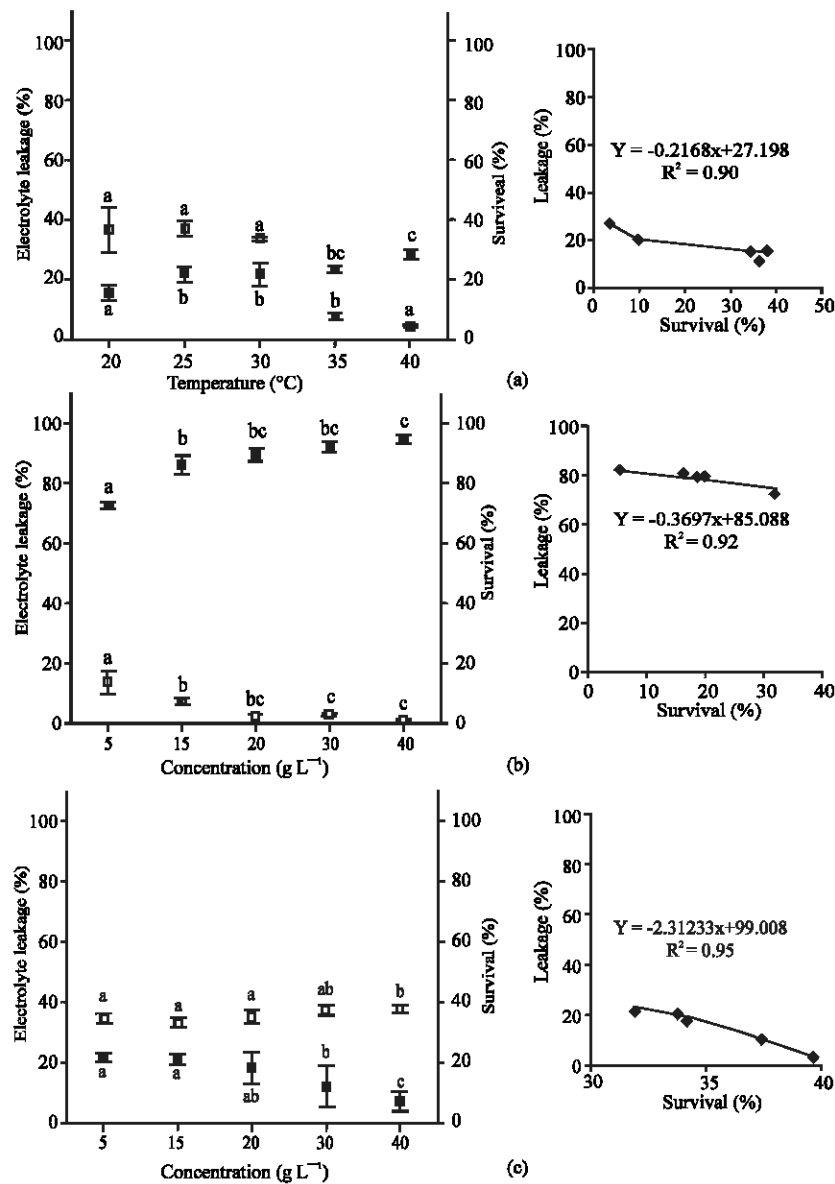 100
80
60
40
20
0
Electrolyte leakage (%)
a
a
a
bc
c
a
b
b
b
a
100
80
60
40
20
0
Surviveal (%)
20 25 30 35 40
Temperature (°C)
(a)
100
80
60
40
20
0
Leakage (%)
Y = -0.2168x+27.198
R² = 0.90
0 10 20 30 40 50
Survival (%)
100
80
60
40
20
0
Electrolyte leakage (%)
a
b
bc
bc
c
a
b
bc
c
c
100
80
60
40
20
0
Survival (%)
5 15 20 30 40
Concentration (g L⁻¹)
(b)
100
80
60
40
20
0
Leakage (%)
Y = -0.3697x+85.088
R² = 0.92
0 10 20 30 40
Survival (%)
100
80
60
40
20
0
Electrolyte leakage (%)
a
a
a
ab
b
a
a
ab
b
c
100
80
60
40
20
0
Survival (%)
5 15 20 30 40
Concentration (g L⁻¹)
(c)
100
80
60
40
20
0
Leakage (%)
Y = -2.31233x+99.008
R² = 0.95
30 35 40
Survival (%)